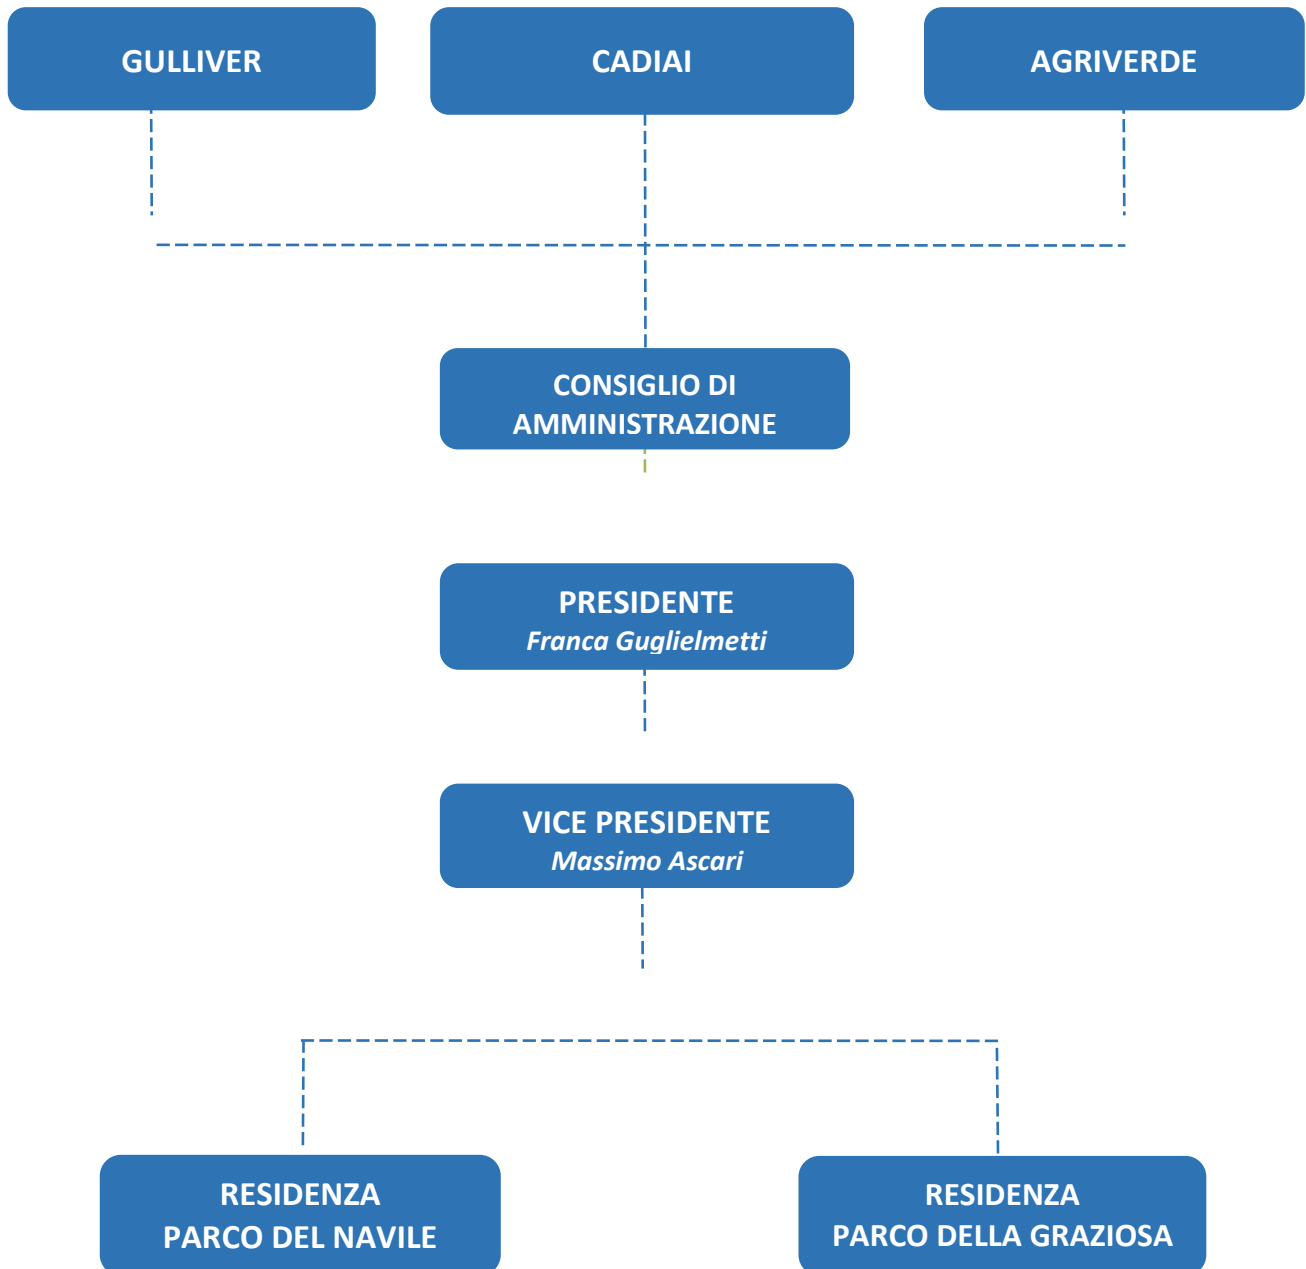 GULLIVER
CADIAI
AGRIVERDE
CONSIGLIO DI
AMMINISTRAZIONE
PRESIDENTE
Franca Guglielmetti
VICE PRESIDENTE
Massimo Ascari
RESIDENZA
PARCO DEL NAVILE
RESIDENZA
PARCO DELLA GRAZIOSA